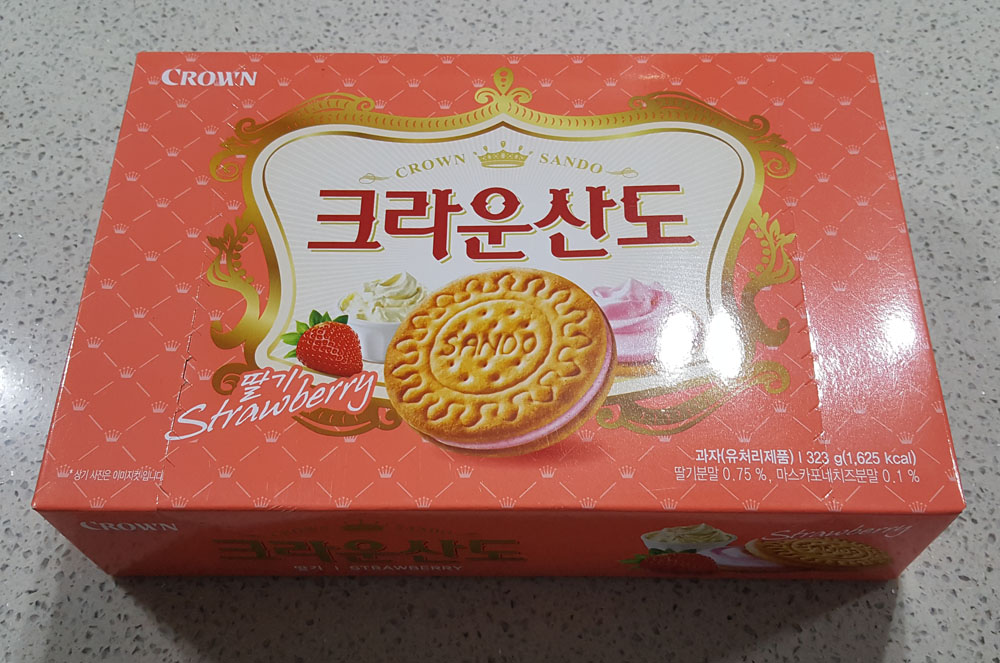 CROWN
CROWN SANDO
크라운산도
SANDO
딸기
Strawberry
과자(유처리제품) | 323 g(1,625 kcal)
딸기분말 0.75 %, 마스카포네치즈분말 0.1 %
*상기 사진은 이미지컷입니다
CROWN
CROWN SANDO
크라운산도
딸기 | STRAWBERRY
Strawberry